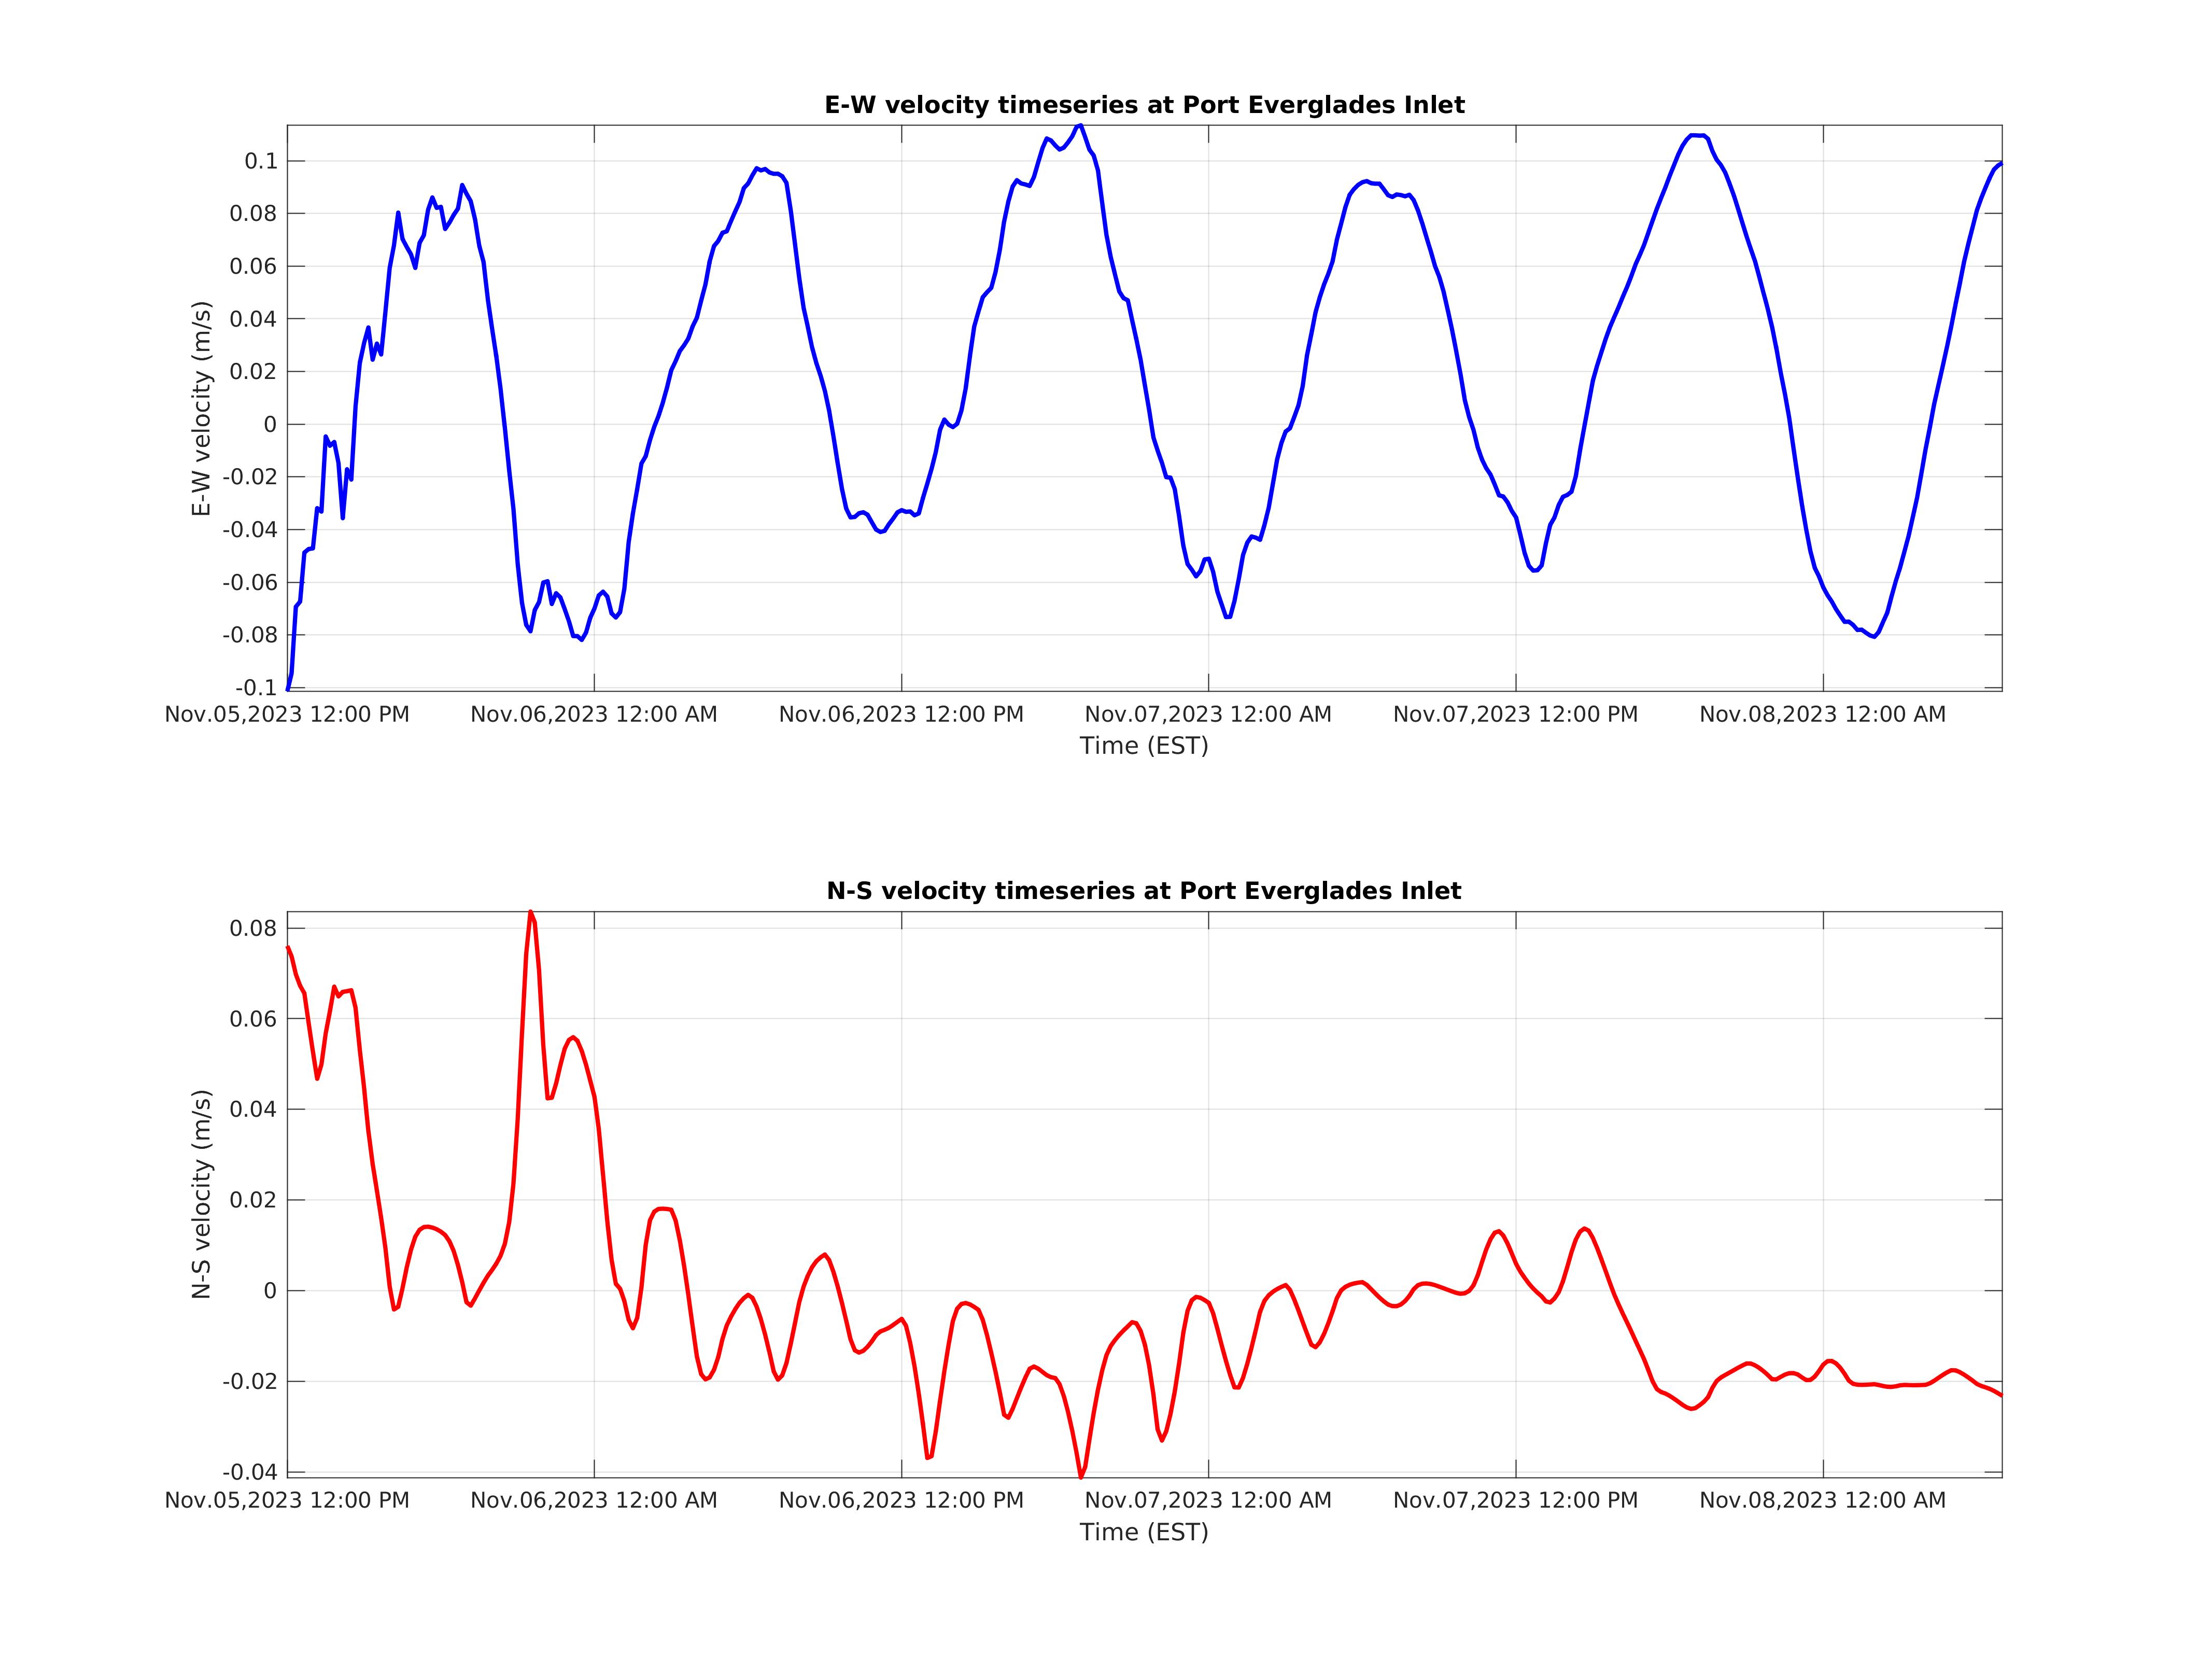 E-W velocity timeseries at Port Everglades Inlet
0.1
0.08
0.06
0.04
0.02
0
-0.02
-0.04
-0.06
-0.08
-0.1
E-W velocity (m/s)
Nov.05,2023 12:00 PM Nov.06,2023 12:00 AM Nov.06,2023 12:00 PM Nov.07,2023 12:00 AM Nov.07,2023 12:00 PM Nov.08,2023 12:00 AM
Time (EST)
N-S velocity timeseries at Port Everglades Inlet
0.08
0.06
0.04
0.02
0
-0.02
-0.04
N-S velocity (m/s)
Nov.05,2023 12:00 PM Nov.06,2023 12:00 AM Nov.06,2023 12:00 PM Nov.07,2023 12:00 AM Nov.07,2023 12:00 PM Nov.08,2023 12:00 AM
Time (EST)